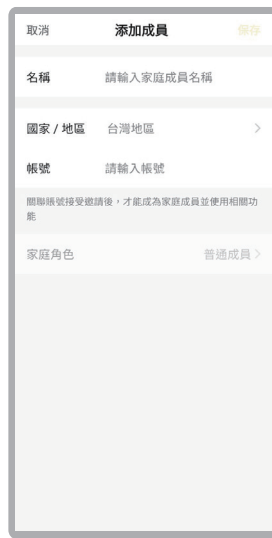 取消 添加成員 保存
名稱 請輸入家庭成員名稱
國家 / 地區 台灣地區 >
帳號 請輸入帳號
關聯賬號接受邀請後，才能成為家庭成員並使用相關功
能
家庭角色 普通成員 >